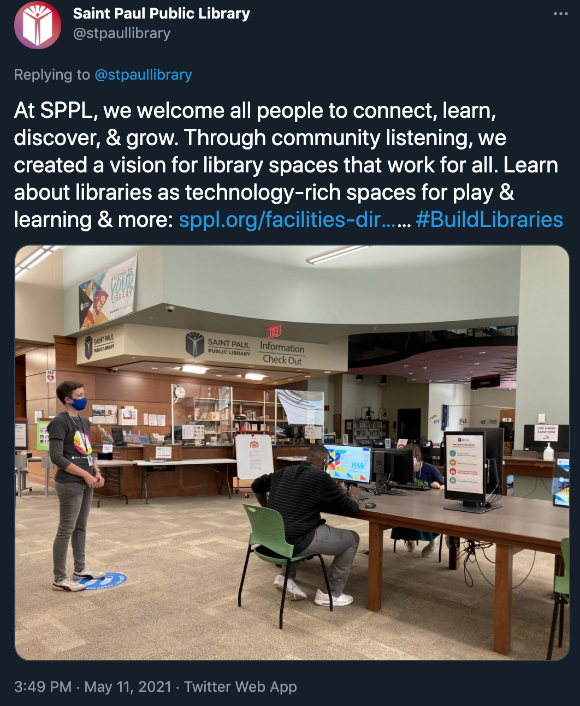 Saint Paul Public Library
@stpaullibrary
Replying to @stpaullibrary
At SPPL, we welcome all people to connect, learn,
discover, & grow. Through community listening, we
created a vision for library spaces that work for all. Learn
about libraries as technology-rich spaces for play &
learning & more: sppl.org/facilities-dir…... #BuildLibraries
YOUR
LIBRARY
SAINT PAUL
PUBLIC LIBRARY
SAINT PAUL
PUBLIC LIBRARY
Information
Check Out
3:49 PM · May 11, 2021 · Twitter Web App